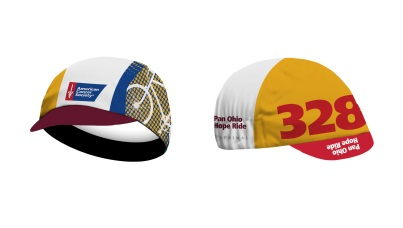 American
Cancer
Society
Pan Ohio
Hope Ride
328
Pan Ohio
Hope Ride